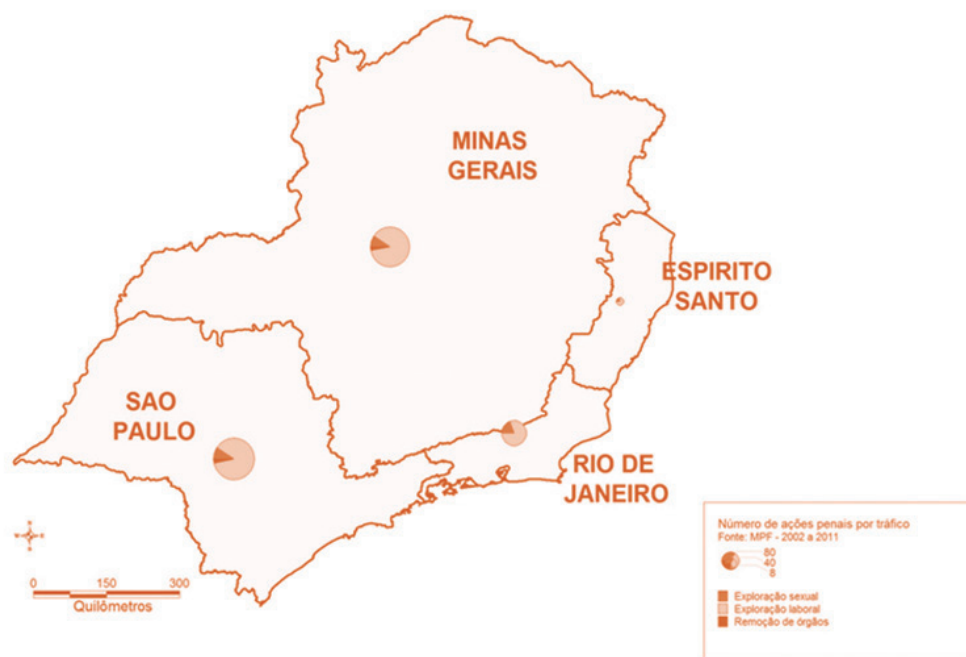 MINAS
GERAIS
ESPIRITO
SANTO
SAO
PAULO
RIO DE
JANEIRO
0 150 300
Quilômetros
Número de ações penais por tráfico
Fonte: MPF - 2002 a 2011
80
40
8
Exploração sexual
Exploração laboral
Remoção de órgãos